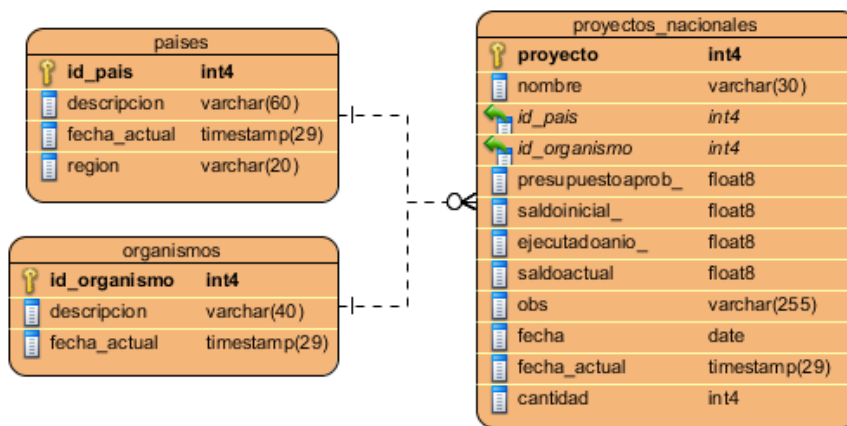 paises
id_pais int4
descripcion varchar(60)
fecha_actual timestamp(29)
region varchar(20)
organismos
id_organismo int4
descripcion varchar(40)
fecha_actual timestamp(29)
proyectos_nacionales
proyecto int4
nombre varchar(30)
id_pais int4
id_organismo int4
presupuestoaprob_ float8
saldoinicial_ float8
ejecutadoanio_ float8
saldoactual float8
obs varchar(255)
fecha date
fecha_actual timestamp(29)
cantidad int4